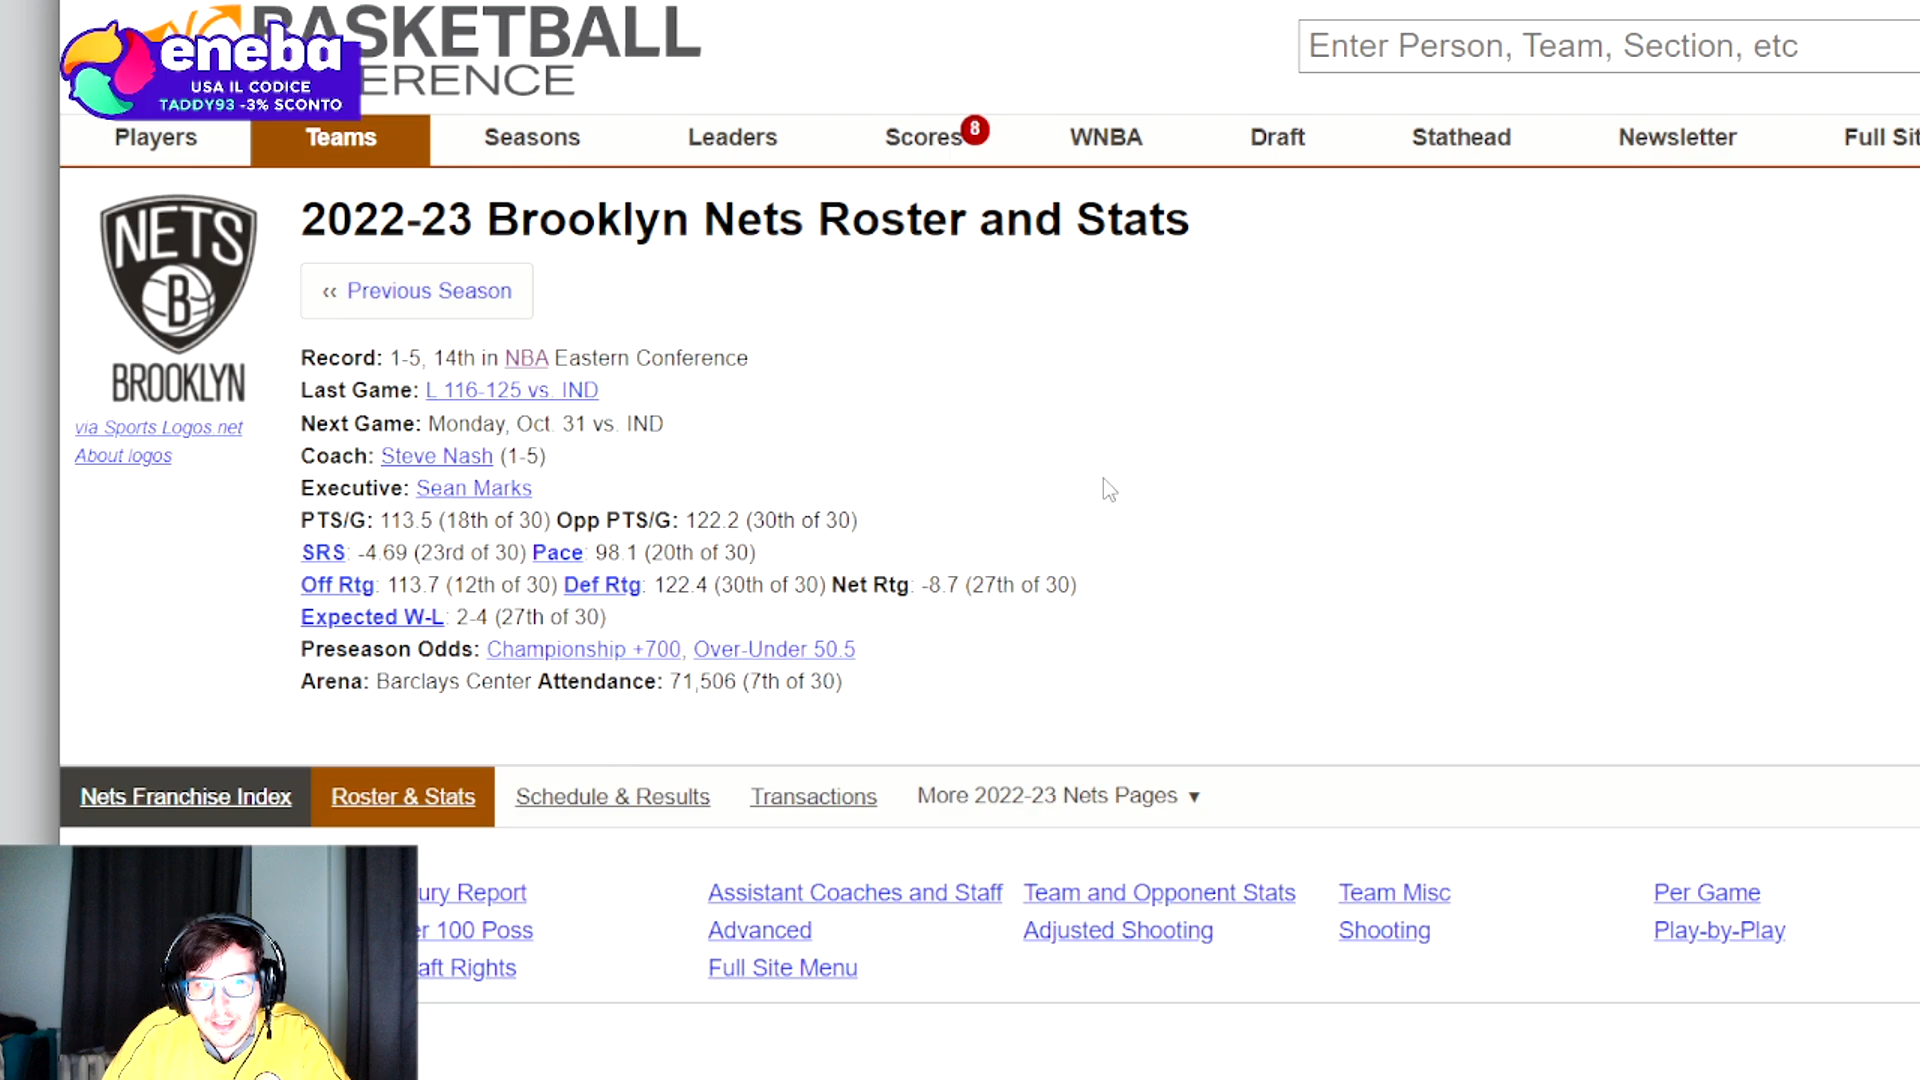 BASKETBALL
ERENCE
eneba
USA IL CODICE
TADDY93 -3% SCONTO
Enter Person, Team, Section, etc
Players
Teams
Seasons
Leaders
Scores 8
WNBA
Draft
Stathead
Newsletter
Full Sit
NETS
B
BROOKLYN
via Sports Logos.net
About logos
2022-23 Brooklyn Nets Roster and Stats
‹‹ Previous Season
Record: 1-5, 14th in NBA Eastern Conference
Last Game: L 116-125 vs. IND
Next Game: Monday, Oct. 31 vs. IND
Coach: Steve Nash (1-5)
Executive: Sean Marks
PTS/G: 113.5 (18th of 30) Opp PTS/G: 122.2 (30th of 30)
SRS: -4.69 (23rd of 30) Pace: 98.1 (20th of 30)
Off Rtg: 113.7 (12th of 30) Def Rtg: 122.4 (30th of 30) Net Rtg: -8.7 (27th of 30)
Expected W-L: 2-4 (27th of 30)
Preseason Odds: Championship +700, Over-Under 50.5
Arena: Barclays Center Attendance: 71,506 (7th of 30)
Nets Franchise Index
Roster & Stats
Schedule & Results
Transactions
More 2022-23 Nets Pages ▼
ury Report
Assistant Coaches and Staff
Team and Opponent Stats
Team Misc
Per Game
er 100 Poss
Advanced
Adjusted Shooting
Shooting
Play-by-Play
aft Rights
Full Site Menu